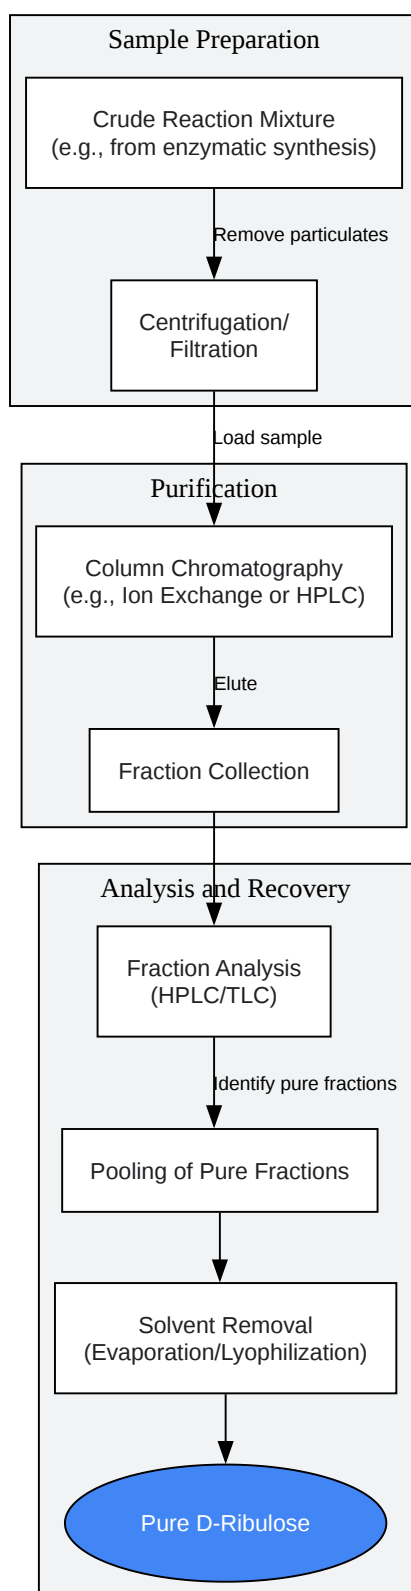 Sample Preparation
Crude Reaction Mixture
(e.g., from enzymatic synthesis)
Remove particulates
Centrifugation/
Filtration
Load sample
Purification
Column Chromatography
(e.g., Ion Exchange or HPLC)
Elute
Fraction Collection
Analysis and Recovery
Fraction Analysis
(HPLC/TLC)
Identify pure fractions
Pooling of Pure Fractions
Solvent Removal
(Evaporation/Lyophilization)
Pure D-Ribulose